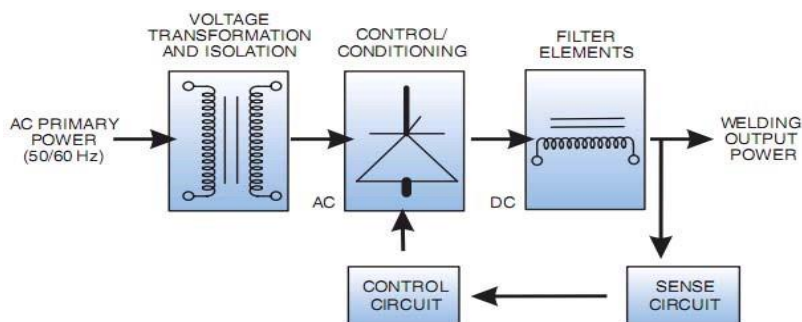 VOLTAGE
TRANSFORMATION
AND ISOLATION
CONTROL/
CONDITIONING
FILTER
ELEMENTS
AC PRIMARY
POWER
(50/60 Hz)
AC
DC
WELDING
OUTPUT
POWER
CONTROL
CIRCUIT
SENSE
CIRCUIT